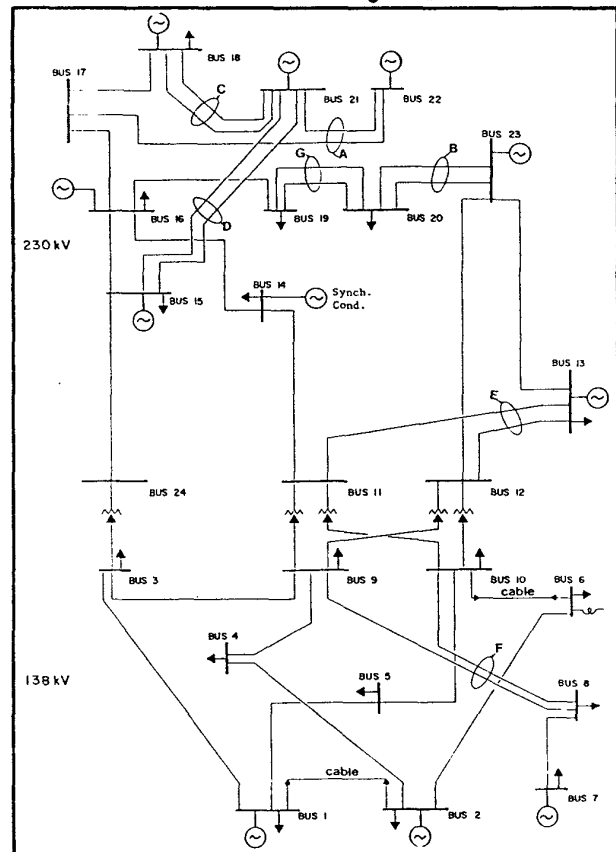 BUS 18
BUS 17
C
BUS 21
BUS 22
A
BUS 23
G
B
BUS 16
D
BUS 19
BUS 20
230 kV
BUS 14
Synch.
Cond.
BUS 15
BUS 13
E
BUS 24
BUS 11
BUS 12
BUS 3
BUS 9
BUS 10
BUS 6
cable
BUS 4
F
138 kV
BUS 5
BUS 8
cable
BUS 1
BUS 2
BUS 7